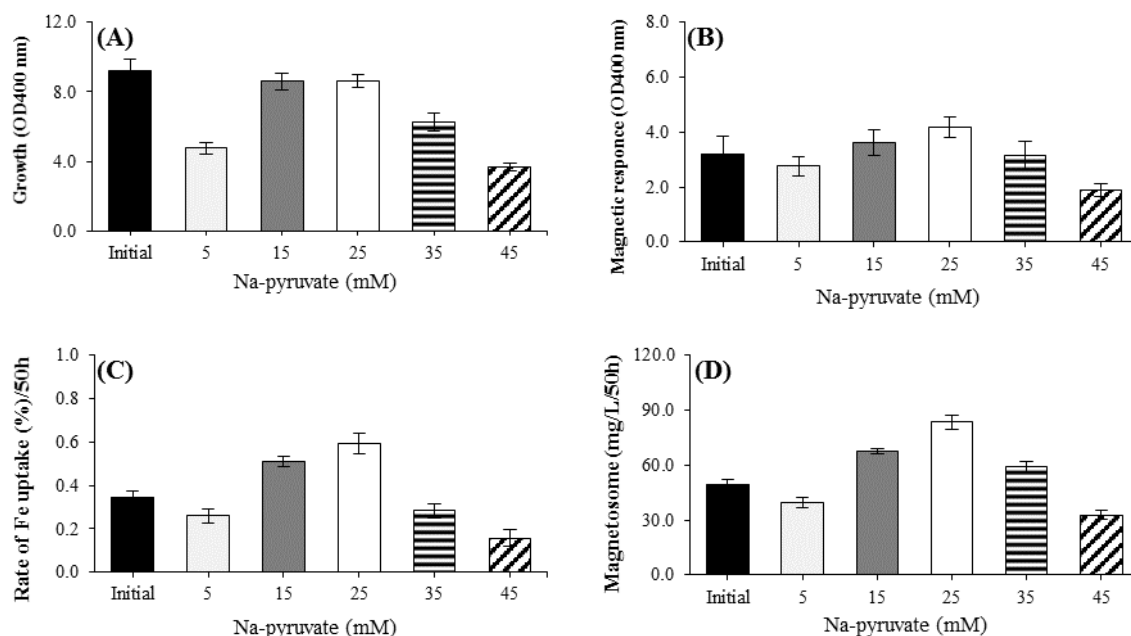 (A)
Growth (OD400 nm)
12.0
8.0
4.0
0.0
Initial 5 15 25 35 45
Na-pyruvate (mM)
(B)
Magnetic responce (OD400 nm)
8.0
6.0
4.0
2.0
0.0
Initial 5 15 25 35 45
Na-pyruvate (mM)
(C)
Rate of Fe uptake (%)/50h
1.0
0.8
0.6
0.4
0.2
0.0
Initial 5 15 25 35 45
Na-pyruvate (mM)
(D)
Magnetosome (mg/L/50h)
120.0
90.0
60.0
30.0
0.0
Initial 5 15 25 35 45
Na-pyruvate (mM)